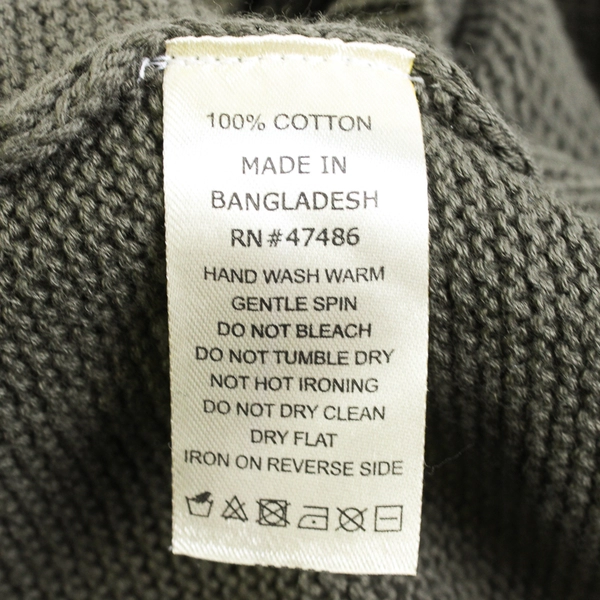 100% COTTON
MADE IN
BANGLADESH
RN#47486
HAND WASH WARM
GENTLE SPIN
DO NOT BLEACH
DO NOT TUMBLE DRY
NOT HOT IRONING
DO NOT DRY CLEAN
DRY FLAT
IRON ON REVERSE SIDE